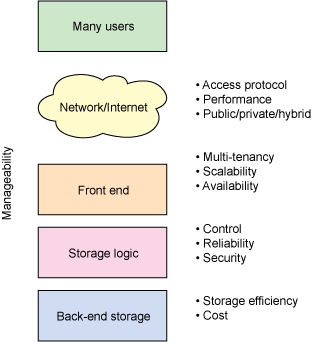 Many users
Network/Internet
• Access protocol
• Performance
• Public/private/hybrid
Manageability
Front end
• Multi-tenancy
• Scalability
• Availability
Storage logic
• Control
• Reliability
• Security
Back-end storage
• Storage efficiency
• Cost